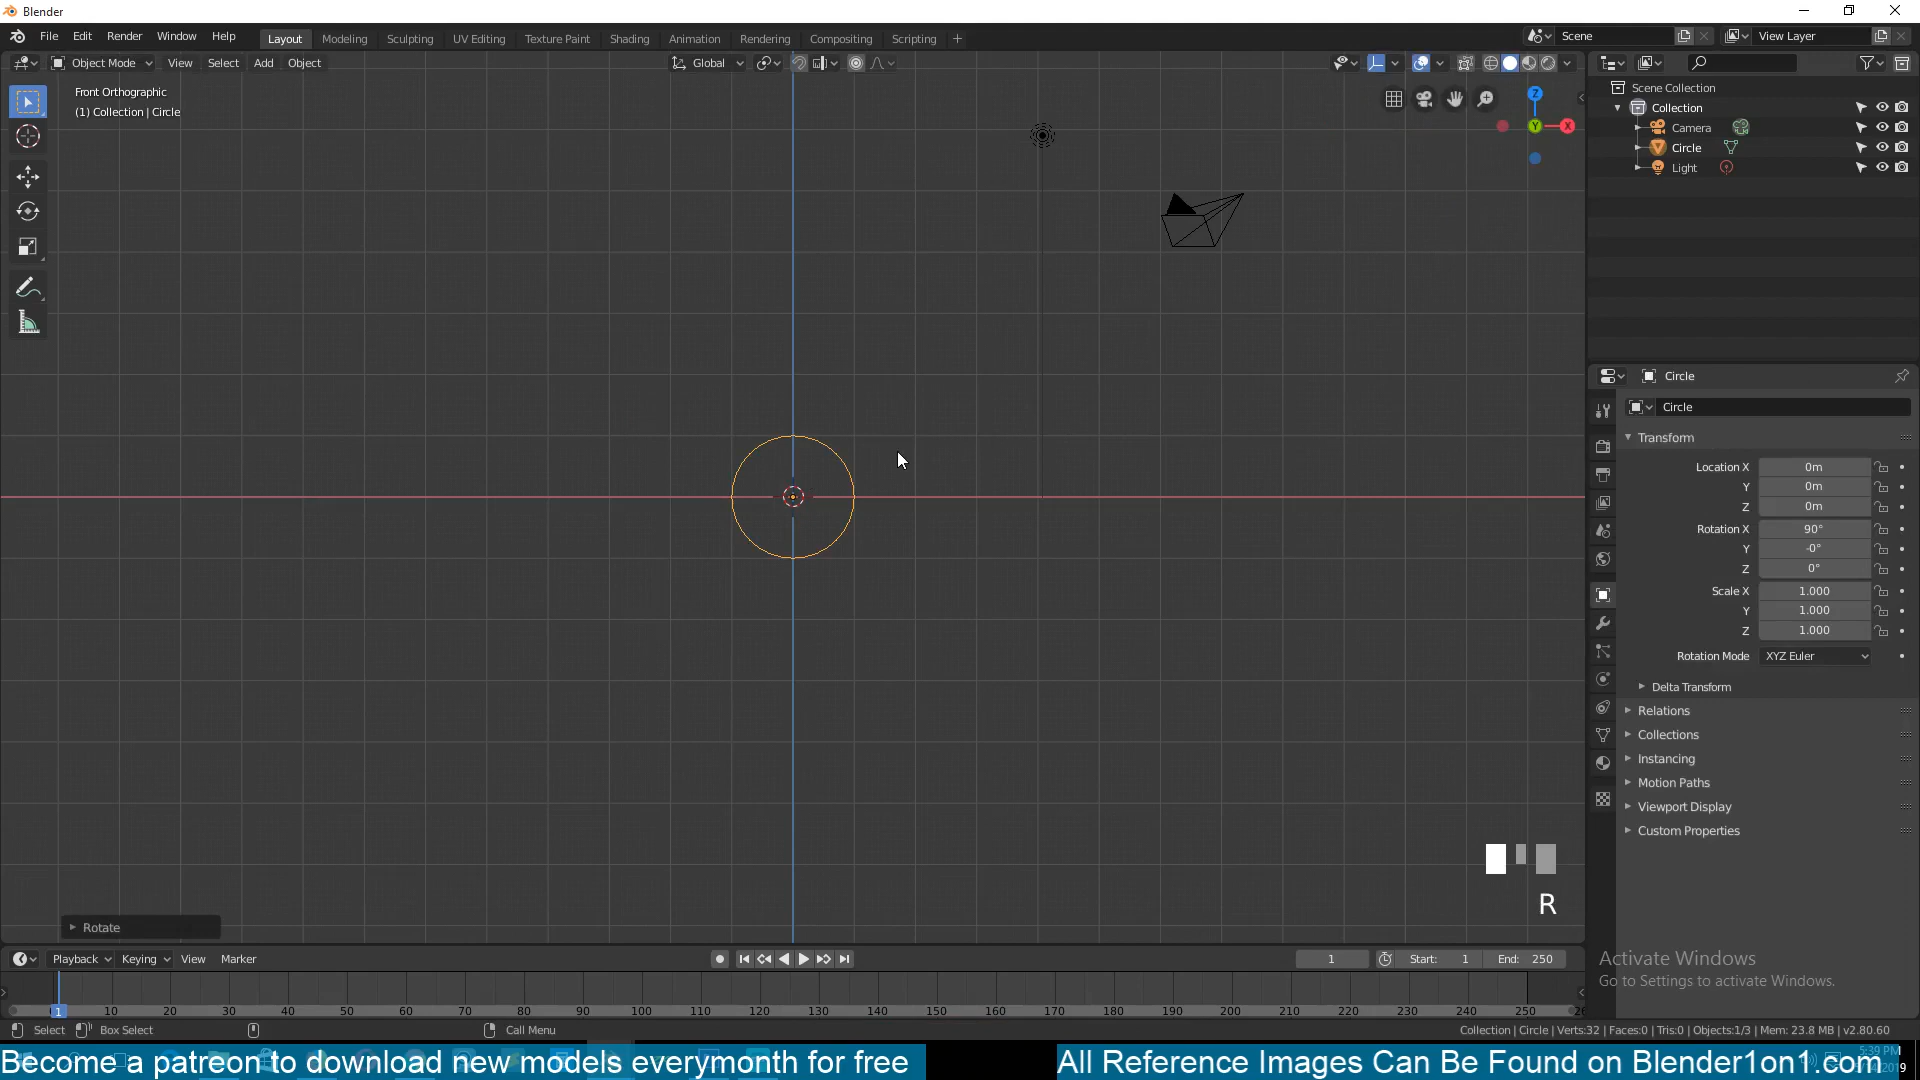 Blender
File Edit Render Window Help Layout Modeling Sculpting UV Editing Texture Paint Shading Animation Rendering Compositing Scripting +
Scene
View Layer
Object Mode View Select Add Object
Global
Front Orthographic
(1) Collection | Circle
Z
Y
X
Scene Collection
Collection
Camera
Circle
Light
Circle
Circle
Transform
Location X 0m
Y 0m
Z 0m
Rotation X 90°
Y -0°
Z 0°
Scale X 1.000
Y 1.000
Z 1.000
Rotation Mode XYZ Euler
Delta Transform
Relations
Collections
Instancing
Motion Paths
Viewport Display
Custom Properties
R
Rotate
Playback Keying View Marker
1
Start: 1
End: 250
1 10 20 30 40 50 60 70 80 90 100 110 120 130 140 150 160 170 180 190 200 210 220 230 240 250
Activate Windows
Go to Settings to activate Windows.
Select Box Select Call Menu
Collection | Circle | Verts:32 | Faces:0 | Tris:0 | Objects:1/3 | Mem: 23.8 MB | v2.80.60
Become a patreon to download new models everymonth for free
All Reference Images Can Be Found on Blender1on1.com
5:39 PM